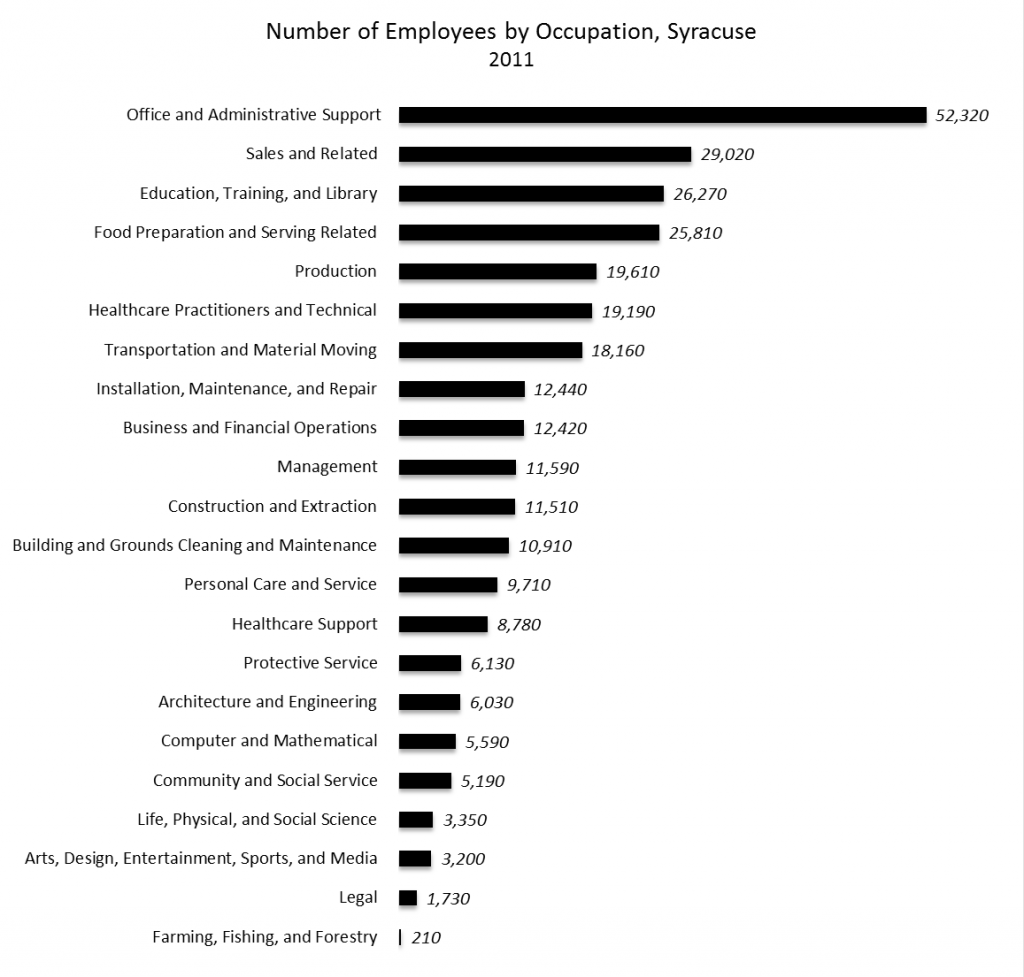 Number of Employees by Occupation, Syracuse
2011
Office and Administrative Support 52,320
Sales and Related 29,020
Education, Training, and Library 26,270
Food Preparation and Serving Related 25,810
Production 19,610
Healthcare Practitioners and Technical 19,190
Transportation and Material Moving 18,160
Installation, Maintenance, and Repair 12,440
Business and Financial Operations 12,420
Management 11,590
Construction and Extraction 11,510
Building and Grounds Cleaning and Maintenance 10,910
Personal Care and Service 9,710
Healthcare Support 8,780
Protective Service 6,130
Architecture and Engineering 6,030
Computer and Mathematical 5,590
Community and Social Service 5,190
Life, Physical, and Social Science 3,350
Arts, Design, Entertainment, Sports, and Media 3,200
Legal 1,730
Farming, Fishing, and Forestry 210